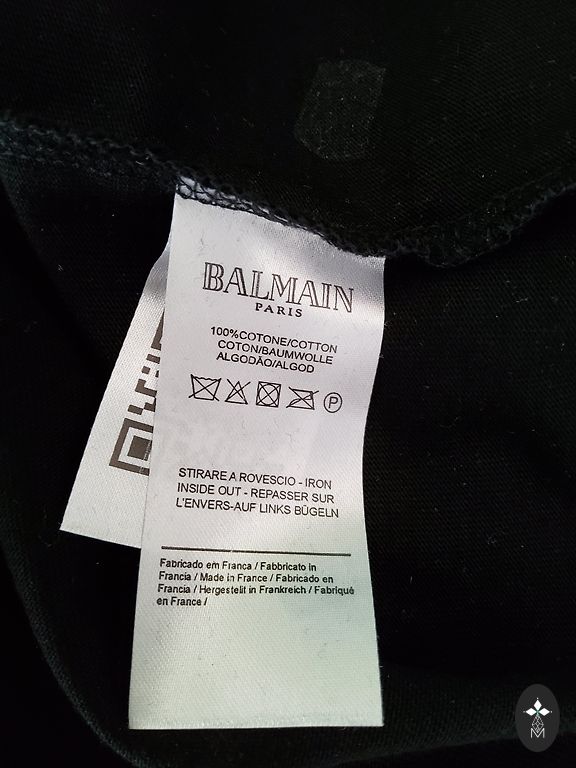 BALMAIN
PARIS
100%COTONE/COTTON
COTON/BAUMWOLLE
ALGODÃO/ALGOD
P
STIRARE A ROVESCIO - IRON
INSIDE OUT - REPASSER SUR
L'ENVERS-AUF LINKS BÜGELN
Fabricado em Franca / Fabbricato in
Francia / Made in France / Fabricado en
Francia / Hergestellt in Frankreich / Fabriqué
en France /
M